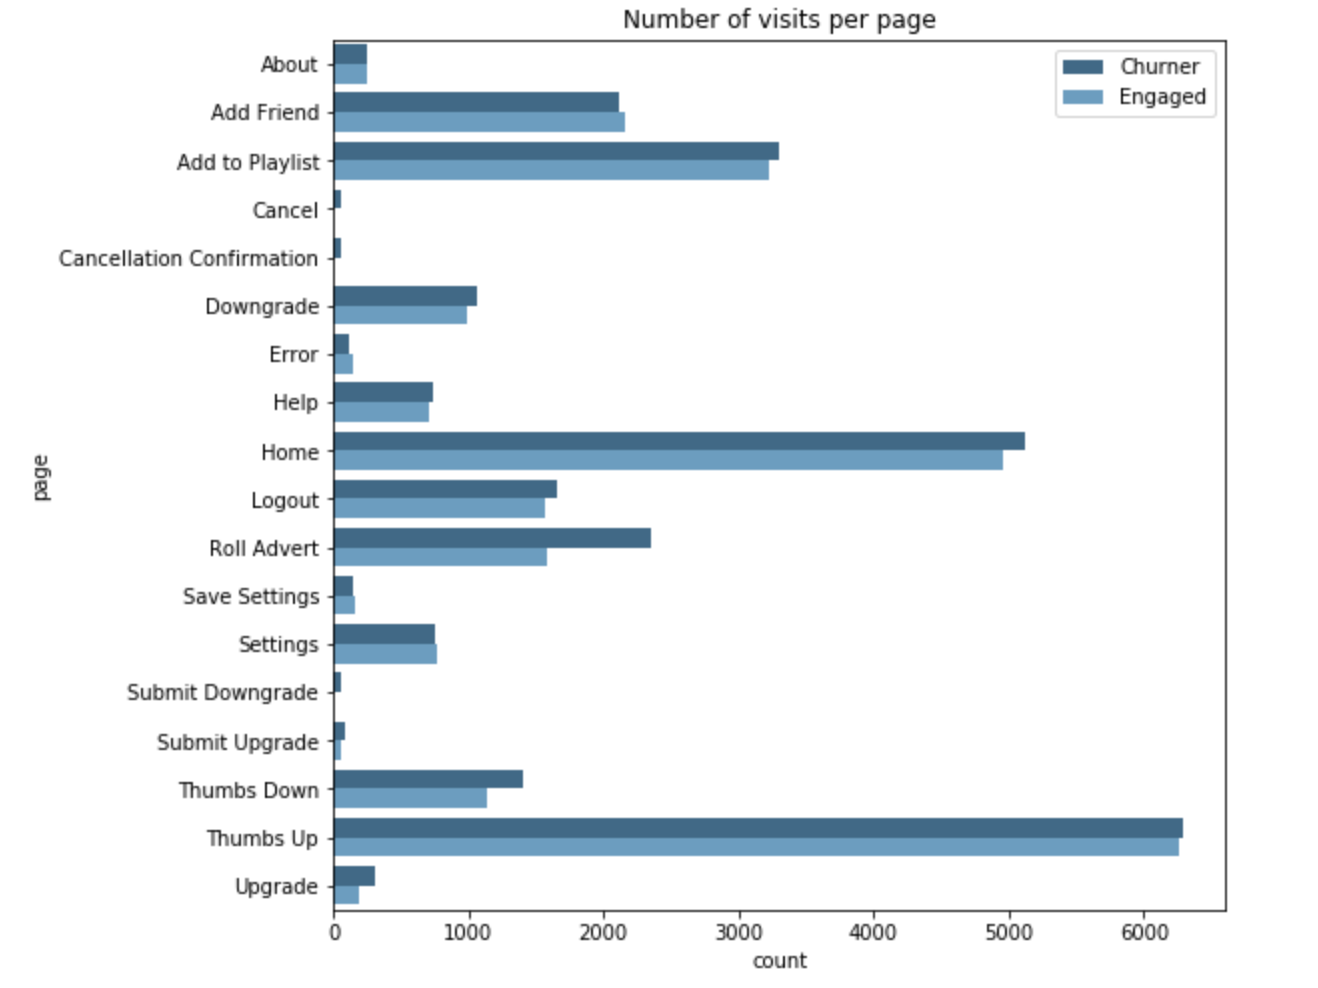 Number of visits per page
Churner
Engaged
About
Add Friend
Add to Playlist
Cancel
Cancellation Confirmation
Downgrade
Error
Help
Home
Logout
Roll Advert
Save Settings
Settings
Submit Downgrade
Submit Upgrade
Thumbs Down
Thumbs Up
Upgrade
page
0 1000 2000 3000 4000 5000 6000
count